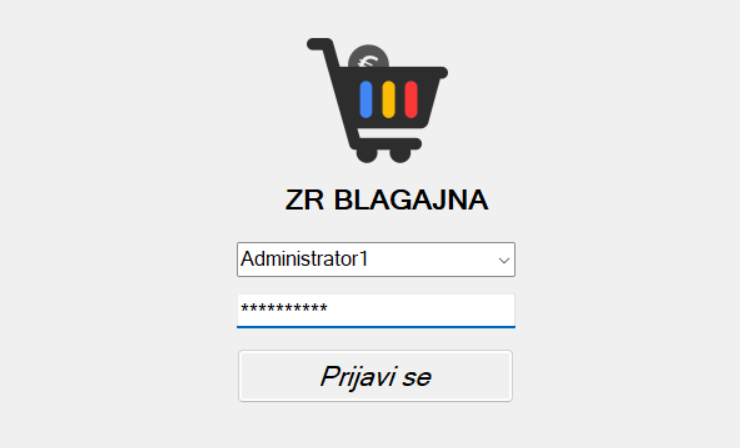 €
ZR BLAGAJNA
Administrator1
**********
Prijavi se